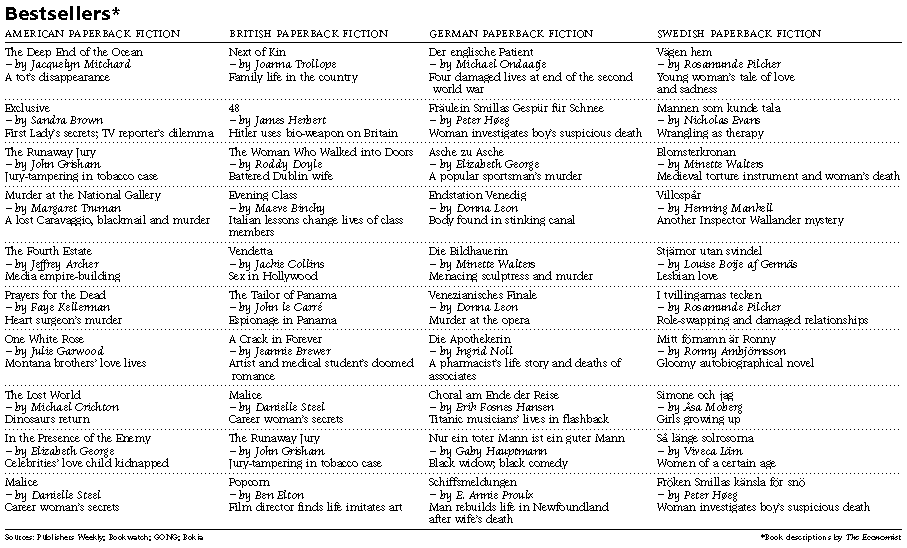 Bestsellers*
AMERICAN PAPERBACK FICTION
The Deep End of the Ocean
– by Jacquelyn Mitchard
A tot's disappearance
Exclusive
– by Sandra Brown
First Lady's secrets; TV reporter's dilemma
The Runaway Jury
– by John Grisham
Jury-tampering in tobacco case
Murder at the National Gallery
– by Margaret Truman
A lost Caravaggio, blackmail and murder
The Fourth Estate
– by Jeffrey Archer
Media empire-building
Prayers for the Dead
– by Faye Kellerman
Heart surgeon's murder
One White Rose
– by Julie Garwood
Montana brothers' love lives
The Lost World
– by Michael Crichton
Dinosaurs return
In the Presence of the Enemy
– by Elizabeth George
Celebrities' love child kidnapped
Malice
– by Danielle Steel
Career woman's secrets
BRITISH PAPERBACK FICTION
Next of Kin
– by Joanna Trollope
Family life in the country
48
– by James Herbert
Hitler uses bio-weapon on Britain
The Woman Who Walked into Doors
– by Roddy Doyle
Battered Dublin wife
Evening Class
– by Maeve Binchy
Italian lessons change lives of class
members
Vendetta
– by Jackie Collins
Sex in Hollywood
The Tailor of Panama
– by John le Carré
Espionage in Panama
A Crack in Forever
– by Jeannie Brewer
Artist and medical student's doomed
romance
Malice
– by Danielle Steel
Career woman's secrets
The Runaway Jury
– by John Grisham
Jury-tampering in tobacco case
Popcorn
– by Ben Elton
Film director finds life imitates art
GERMAN PAPERBACK FICTION
Der englische Patient
– by Michael Ondaatje
Four damaged lives at end of the second
world war
Fräulein Smillas Gespür für Schnee
– by Peter Høeg
Woman investigates boy's suspicious death
Asche zu Asche
– by Elizabeth George
A popular sportsman's murder
Endstation Venedig
– by Donna Leon
Body found in stinking canal
Die Bildhauerin
– by Minette Walters
Menacing sculptress and murder
Venezianisches Finale
– by Donna Leon
Murder at the opera
Die Apothekerin
– by Ingrid Noll
A pharmacist's life story and deaths of
associates
Choral am Ende der Reise
– by Erik Fosnes Hansen
Titanic musicians' lives in flashback
Nur ein toter Mann ist ein guter Mann
– by Gaby Hauptmann
Black widow; black comedy
Schiffsmeldungen
– by E. Annie Proulx
Man rebuilds life in Newfoundland
after wife's death
SWEDISH PAPERBACK FICTION
Vägen hem
– by Rosamunde Pilcher
Young woman's tale of love
and sadness
Mannen som kunde tala
– by Nicholas Evans
Wrangling as therapy
Blomsterkronan
– by Minette Walters
Medieval torture instrument and woman's death
Villospår
– by Henning Mankell
Another Inspector Wallander mystery
Stjärnor utan svindel
– by Louise Boije af Gennäs
Lesbian love
I tvillingarnas tecken
– by Rosamunde Pilcher
Role-swapping and damaged relationships
Mitt förnamn är Ronny
– by Ronny Ambjörnsson
Gloomy autobiographical novel
Simone och jag
– by Åsa Moberg
Girls growing up
Så länge solrosorna
– by Viveca Lärn
Women of a certain age
Fröken Smillas känsla för snö
– by Peter Høeg
Woman investigates boy's suspicious death
Sources: Publishers Weekly; Bookwatch; GONG; Bokia
*Book descriptions by The Economist